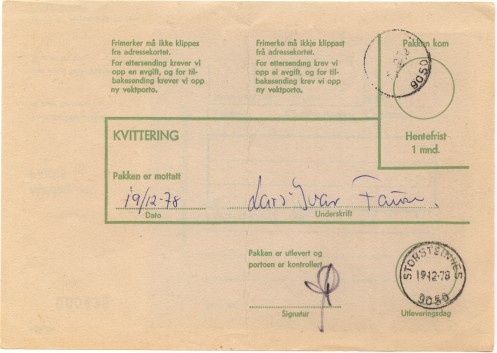 Frimerker må ikke klippes
fra adressekortet.
For ettersending krever vi
opp en avgift, og for til-
bakesending krever vi opp
ny vektporto.
Frimerke må ikkje klippast
frå adressekortet.
For ettersending krev vi
opp ei avgift, og for til-
bakesending krev vi opp
ny vektporto.
Pakken kom
9050
Hentefrist
1 mnd.
KVITTERING
Pakken er mottatt
19/12-78
Dato
Lars-Ivar
Underskrift
Pakken er utlevert og
portoen er kontrollert
Signatur
STORSTEINNES
19.12.-78
9050
Utleveringsdag